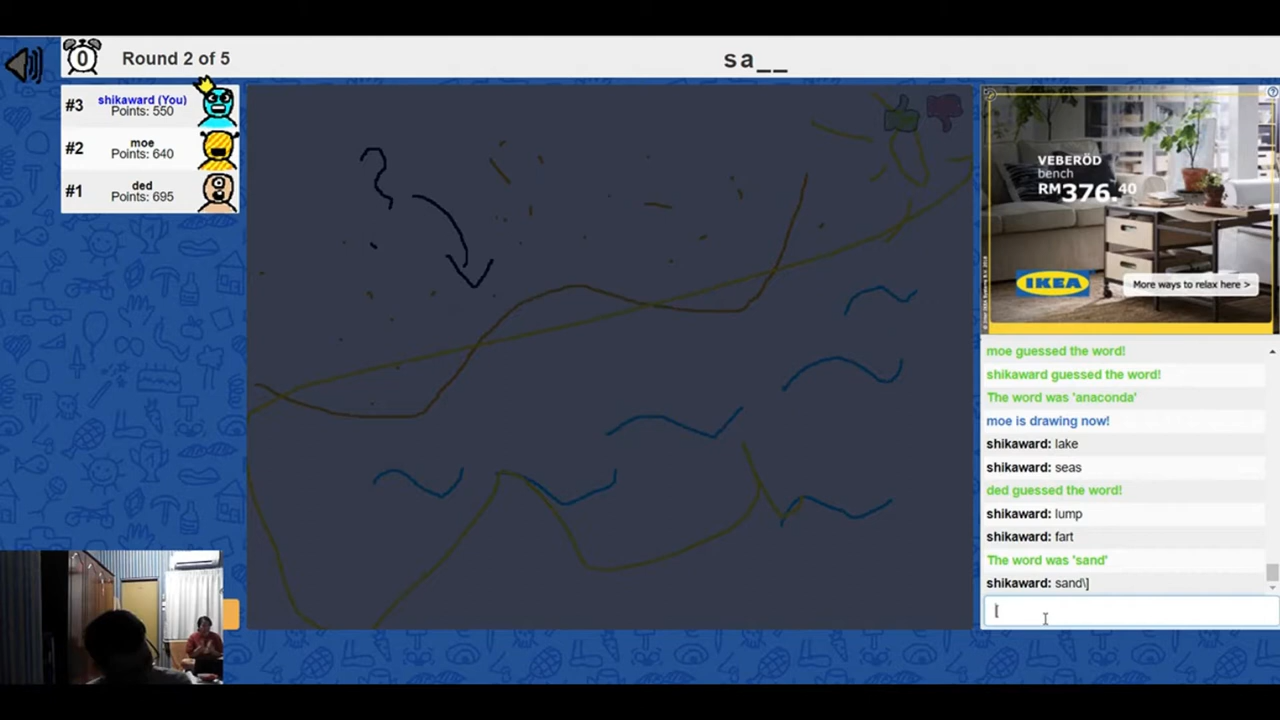 0
Round 2 of 5
sa__
#3
shikaward (You)
Points: 550
#2
moe
Points: 640
#1
ded
Points: 695
VEBERÖD
bench
RM376.40
IKEA
More ways to relax here >
moe guessed the word!
shikaward guessed the word!
The word was 'anaconda'
moe is drawing now!
shikaward: lake
shikaward: seas
ded guessed the word!
shikaward: lump
shikaward: fart
The word was 'sand'
shikaward: sand\]
[